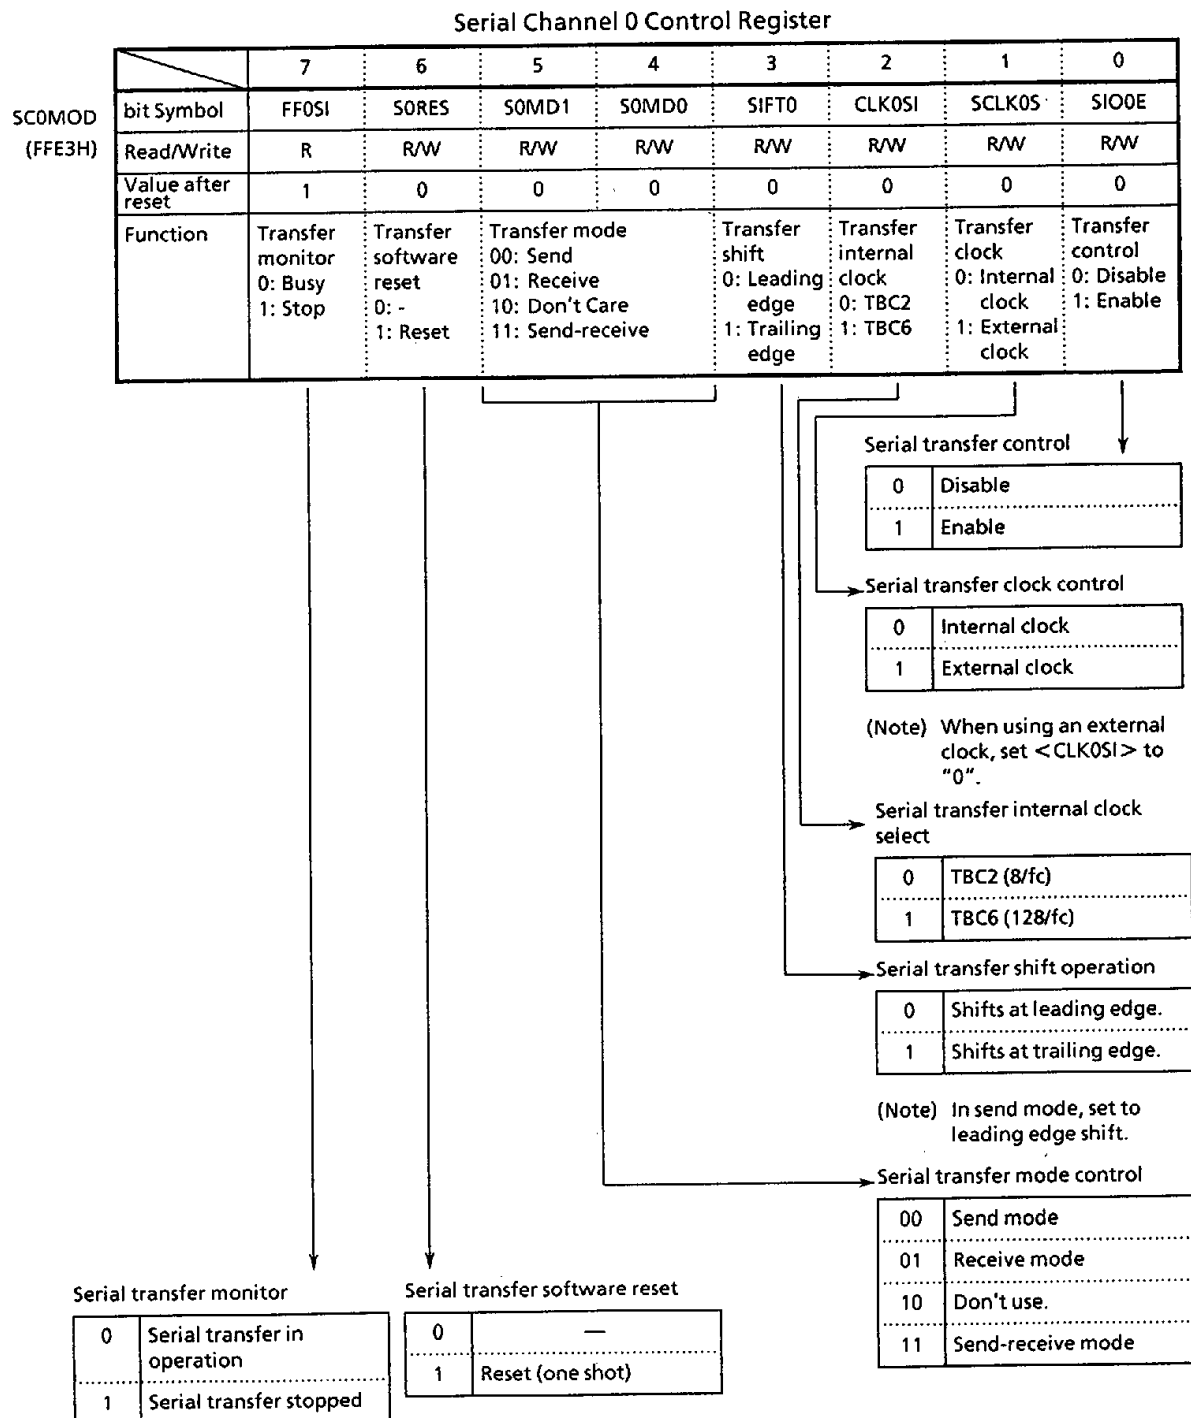 Serial Channel 0 Control Register
7 6 5 4 3 2 1 0
SC0MOD
(FFE3H)
bit Symbol FF0SI S0RES S0MD1 S0MD0 SIFT0 CLK0SI SCLK0S SIO0E
Read/Write R R/W R/W R/W R/W R/W R/W R/W
Value after reset 1 0 0 0 0 0 0 0
Function
Transfer monitor
0: Busy
1: Stop
Transfer software reset
0: -
1: Reset
Transfer mode
00: Send
01: Receive
10: Don't Care
11: Send-receive
Transfer shift
0: Leading edge
1: Trailing edge
Transfer internal clock
0: TBC2
1: TBC6
Transfer clock
0: Internal clock
1: External clock
Transfer control
0: Disable
1: Enable
Serial transfer control
0 Disable
1 Enable
Serial transfer clock control
0 Internal clock
1 External clock
(Note) When using an external
clock, set <CLK0SI> to
"0".
Serial transfer internal clock
select
0 TBC2 (8/fc)
1 TBC6 (128/fc)
Serial transfer shift operation
0 Shifts at leading edge.
1 Shifts at trailing edge.
(Note) In send mode, set to
leading edge shift.
Serial transfer mode control
00 Send mode
01 Receive mode
10 Don't use.
11 Send-receive mode
Serial transfer monitor
0 Serial transfer in
operation
1 Serial transfer stopped
Serial transfer software reset
0 —
1 Reset (one shot)